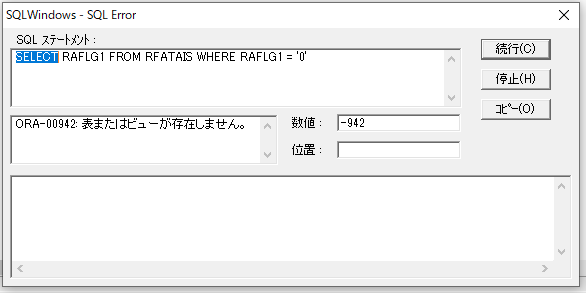 SQLWindows - SQL Error
SQL ステートメント：
続行(C)
SELECT RAFLG1 FROM RFATAIS WHERE RAFLG1 = '0'
停止(H)
コピー(O)
ORA-00942: 表またはビューが存在しません。
数値：
-942
位置：